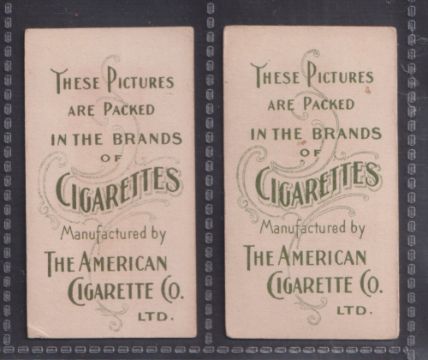 THESE PICTURES
ARE PACKED
IN THE BRANDS
OF
CIGARETTES
Manufactured by
THE AMERICAN
CIGARETTE CO.
LTD.
THESE PICTURES
ARE PACKED
IN THE BRANDS
OF
CIGARETTES
Manufactured by
THE AMERICAN
CIGARETTE CO.
LTD.